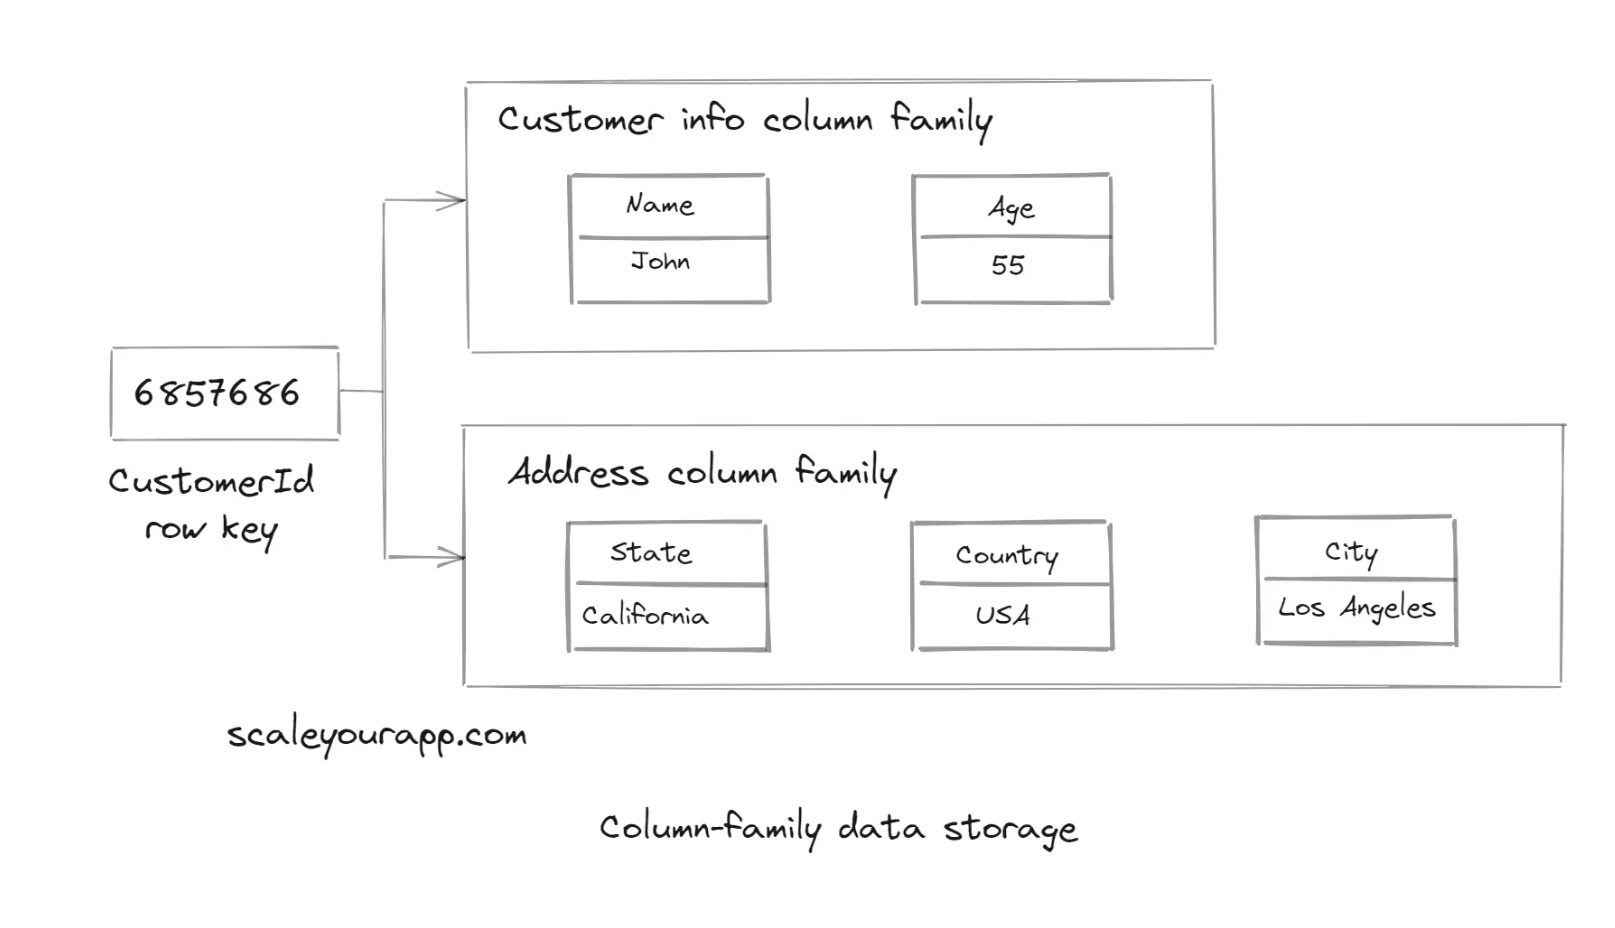 Customer info column family
Name
Age
John
55
6857686
CustomerId
row key
Address column family
State
Country
City
California
USA
Los Angeles
scaleyourapp.com
Column-family data storage